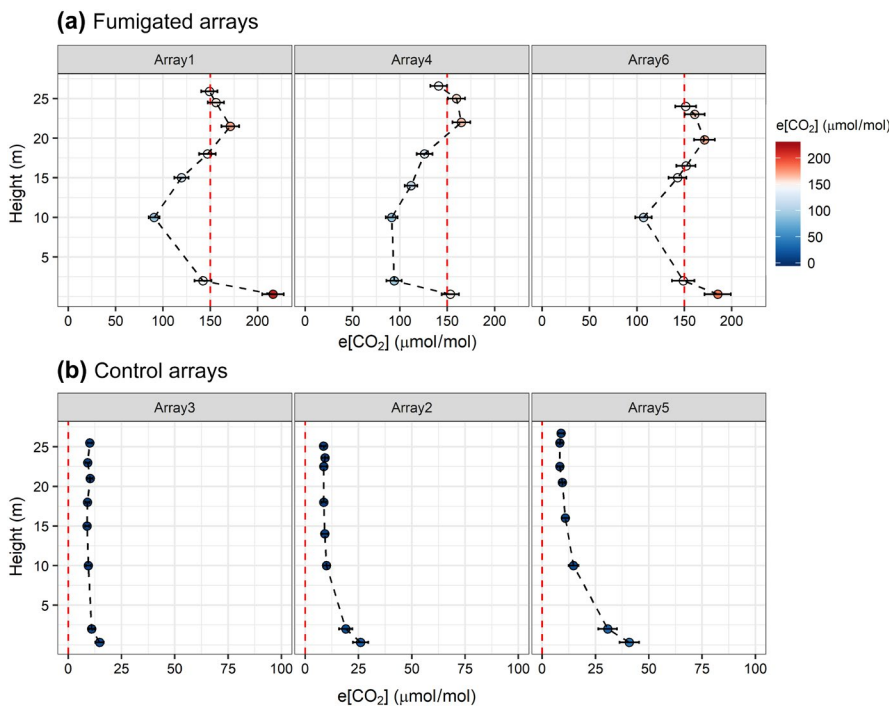 (a) Fumigated arrays
Array1 Array4 Array6
25
20
15
10
5
Height (m)
0 50 100 150 200 0 50 100 150 200 0 50 100 150 200
e[CO₂] (μmol/mol)
e[CO₂] (μmol/mol)
200
150
100
50
0
(b) Control arrays
Array3 Array2 Array5
25
20
15
10
5
Height (m)
0 25 50 75 100 0 25 50 75 100 0 25 50 75 100
e[CO₂] (μmol/mol)